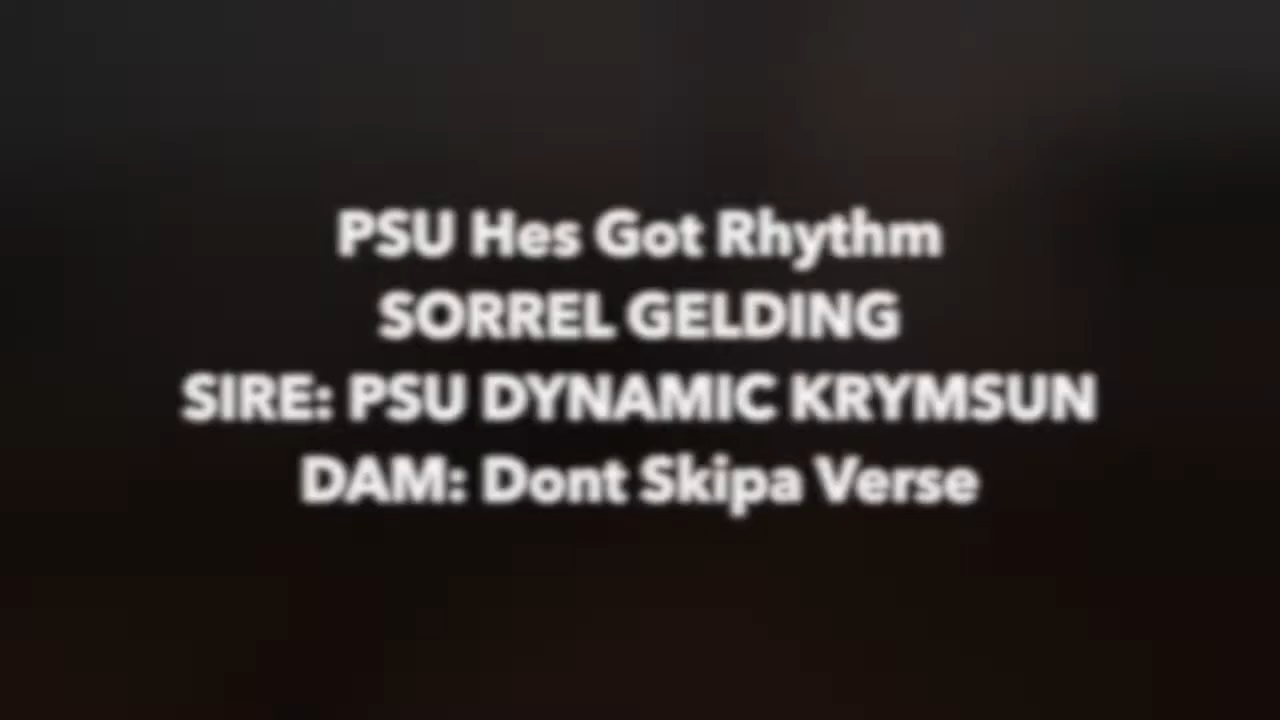 PSU Hes Got Rhythm
SORREL GELDING
SIRE: PSU DYNAMIC KRYMSUN
DAM: Dont Skipa Verse